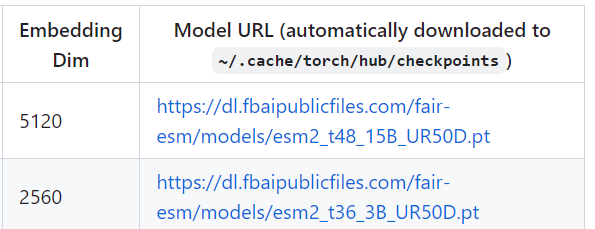 Embedding Dim
Model URL (automatically downloaded to
~/.cache/torch/hub/checkpoints )
5120
https://dl.fbaipublicfiles.com/fair-
esm/models/esm2_t48_15B_UR50D.pt
2560
https://dl.fbaipublicfiles.com/fair-
esm/models/esm2_t36_3B_UR50D.pt